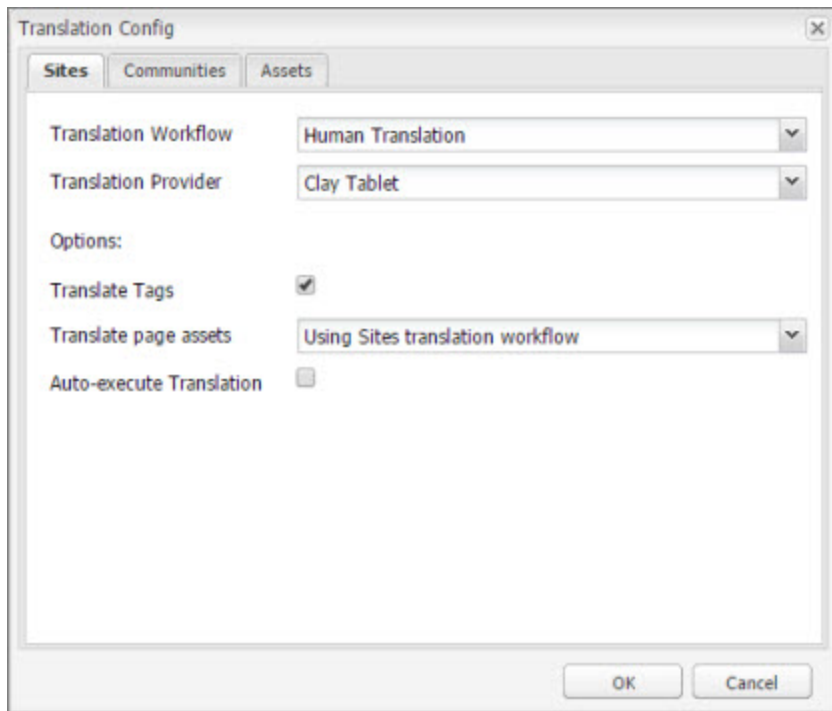 Translation Config
Sites Communities Assets
Translation Workflow Human Translation
Translation Provider Clay Tablet
Options:
Translate Tags
Translate page assets Using Sites translation workflow
Auto-execute Translation
OK Cancel